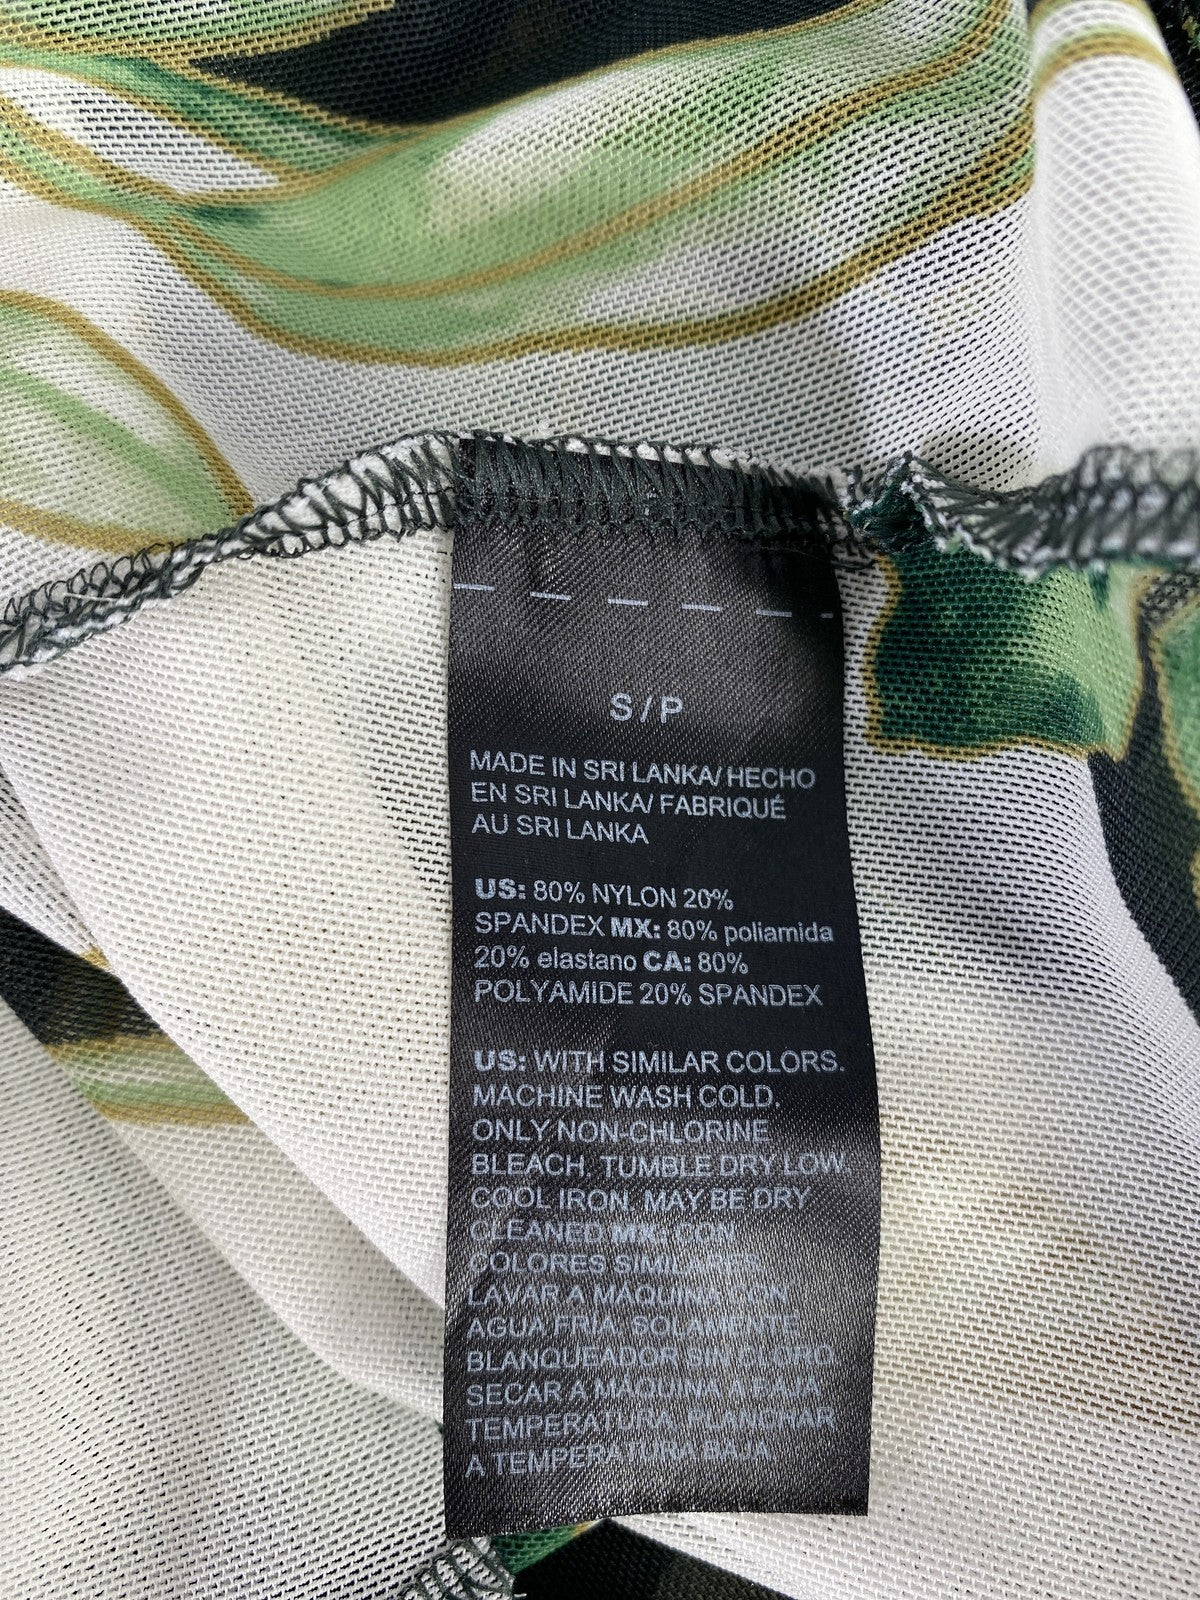 S / P
MADE IN SRI LANKA/ HECHO
EN SRI LANKA/ FABRIQUÉ
AU SRI LANKA
US: 80% NYLON 20%
SPANDEX MX: 80% poliamida
20% elastano CA: 80%
POLYAMIDE 20% SPANDEX
US: WITH SIMILAR COLORS.
MACHINE WASH COLD.
ONLY NON-CHLORINE
BLEACH. TUMBLE DRY LOW.
COOL IRON. MAY BE DRY
CLEANED MX: CON
COLORES SIMILARES.
LAVAR A MAQUINA CON
AGUA FRÍA. SOLAMENTE
BLANQUEADOR SIN CLORO.
SECAR A MAQUINA A BAJA
TEMPERATURA. PLANCHAR
A TEMPERATURA BAJA